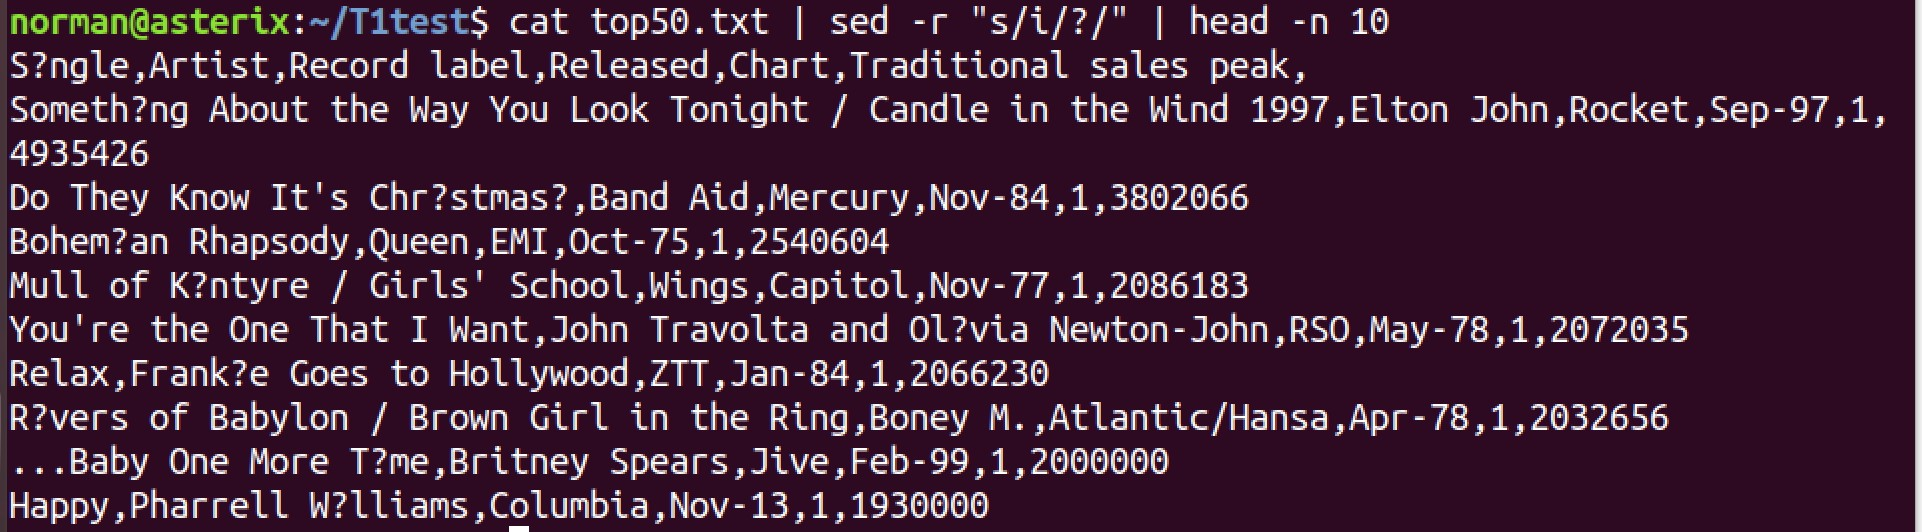 norman@asterix:~/T1test$ cat top50.txt | sed -r "s/i/?/" | head -n 10
S?ngle,Artist,Record label,Released,Chart,Traditional sales peak,
Someth?ng About the Way You Look Tonight / Candle in the Wind 1997,Elton John,Rocket,Sep-97,1,
4935426
Do They Know It's Chr?stmas?,Band Aid,Mercury,Nov-84,1,3802066
Bohem?an Rhapsody,Queen,EMI,Oct-75,1,2540604
Mull of K?ntyre / Girls' School,Wings,Capitol,Nov-77,1,2086183
You're the One That I Want,John Travolta and Ol?via Newton-John,RSO,May-78,1,2072035
Relax,Frank?e Goes to Hollywood,ZTT,Jan-84,1,2066230
R?vers of Babylon / Brown Girl in the Ring,Boney M.,Atlantic/Hansa,Apr-78,1,2032656
...Baby One More T?me,Britney Spears,Jive,Feb-99,1,2000000
Happy,Pharrell W?lliams,Columbia,Nov-13,1,1930000